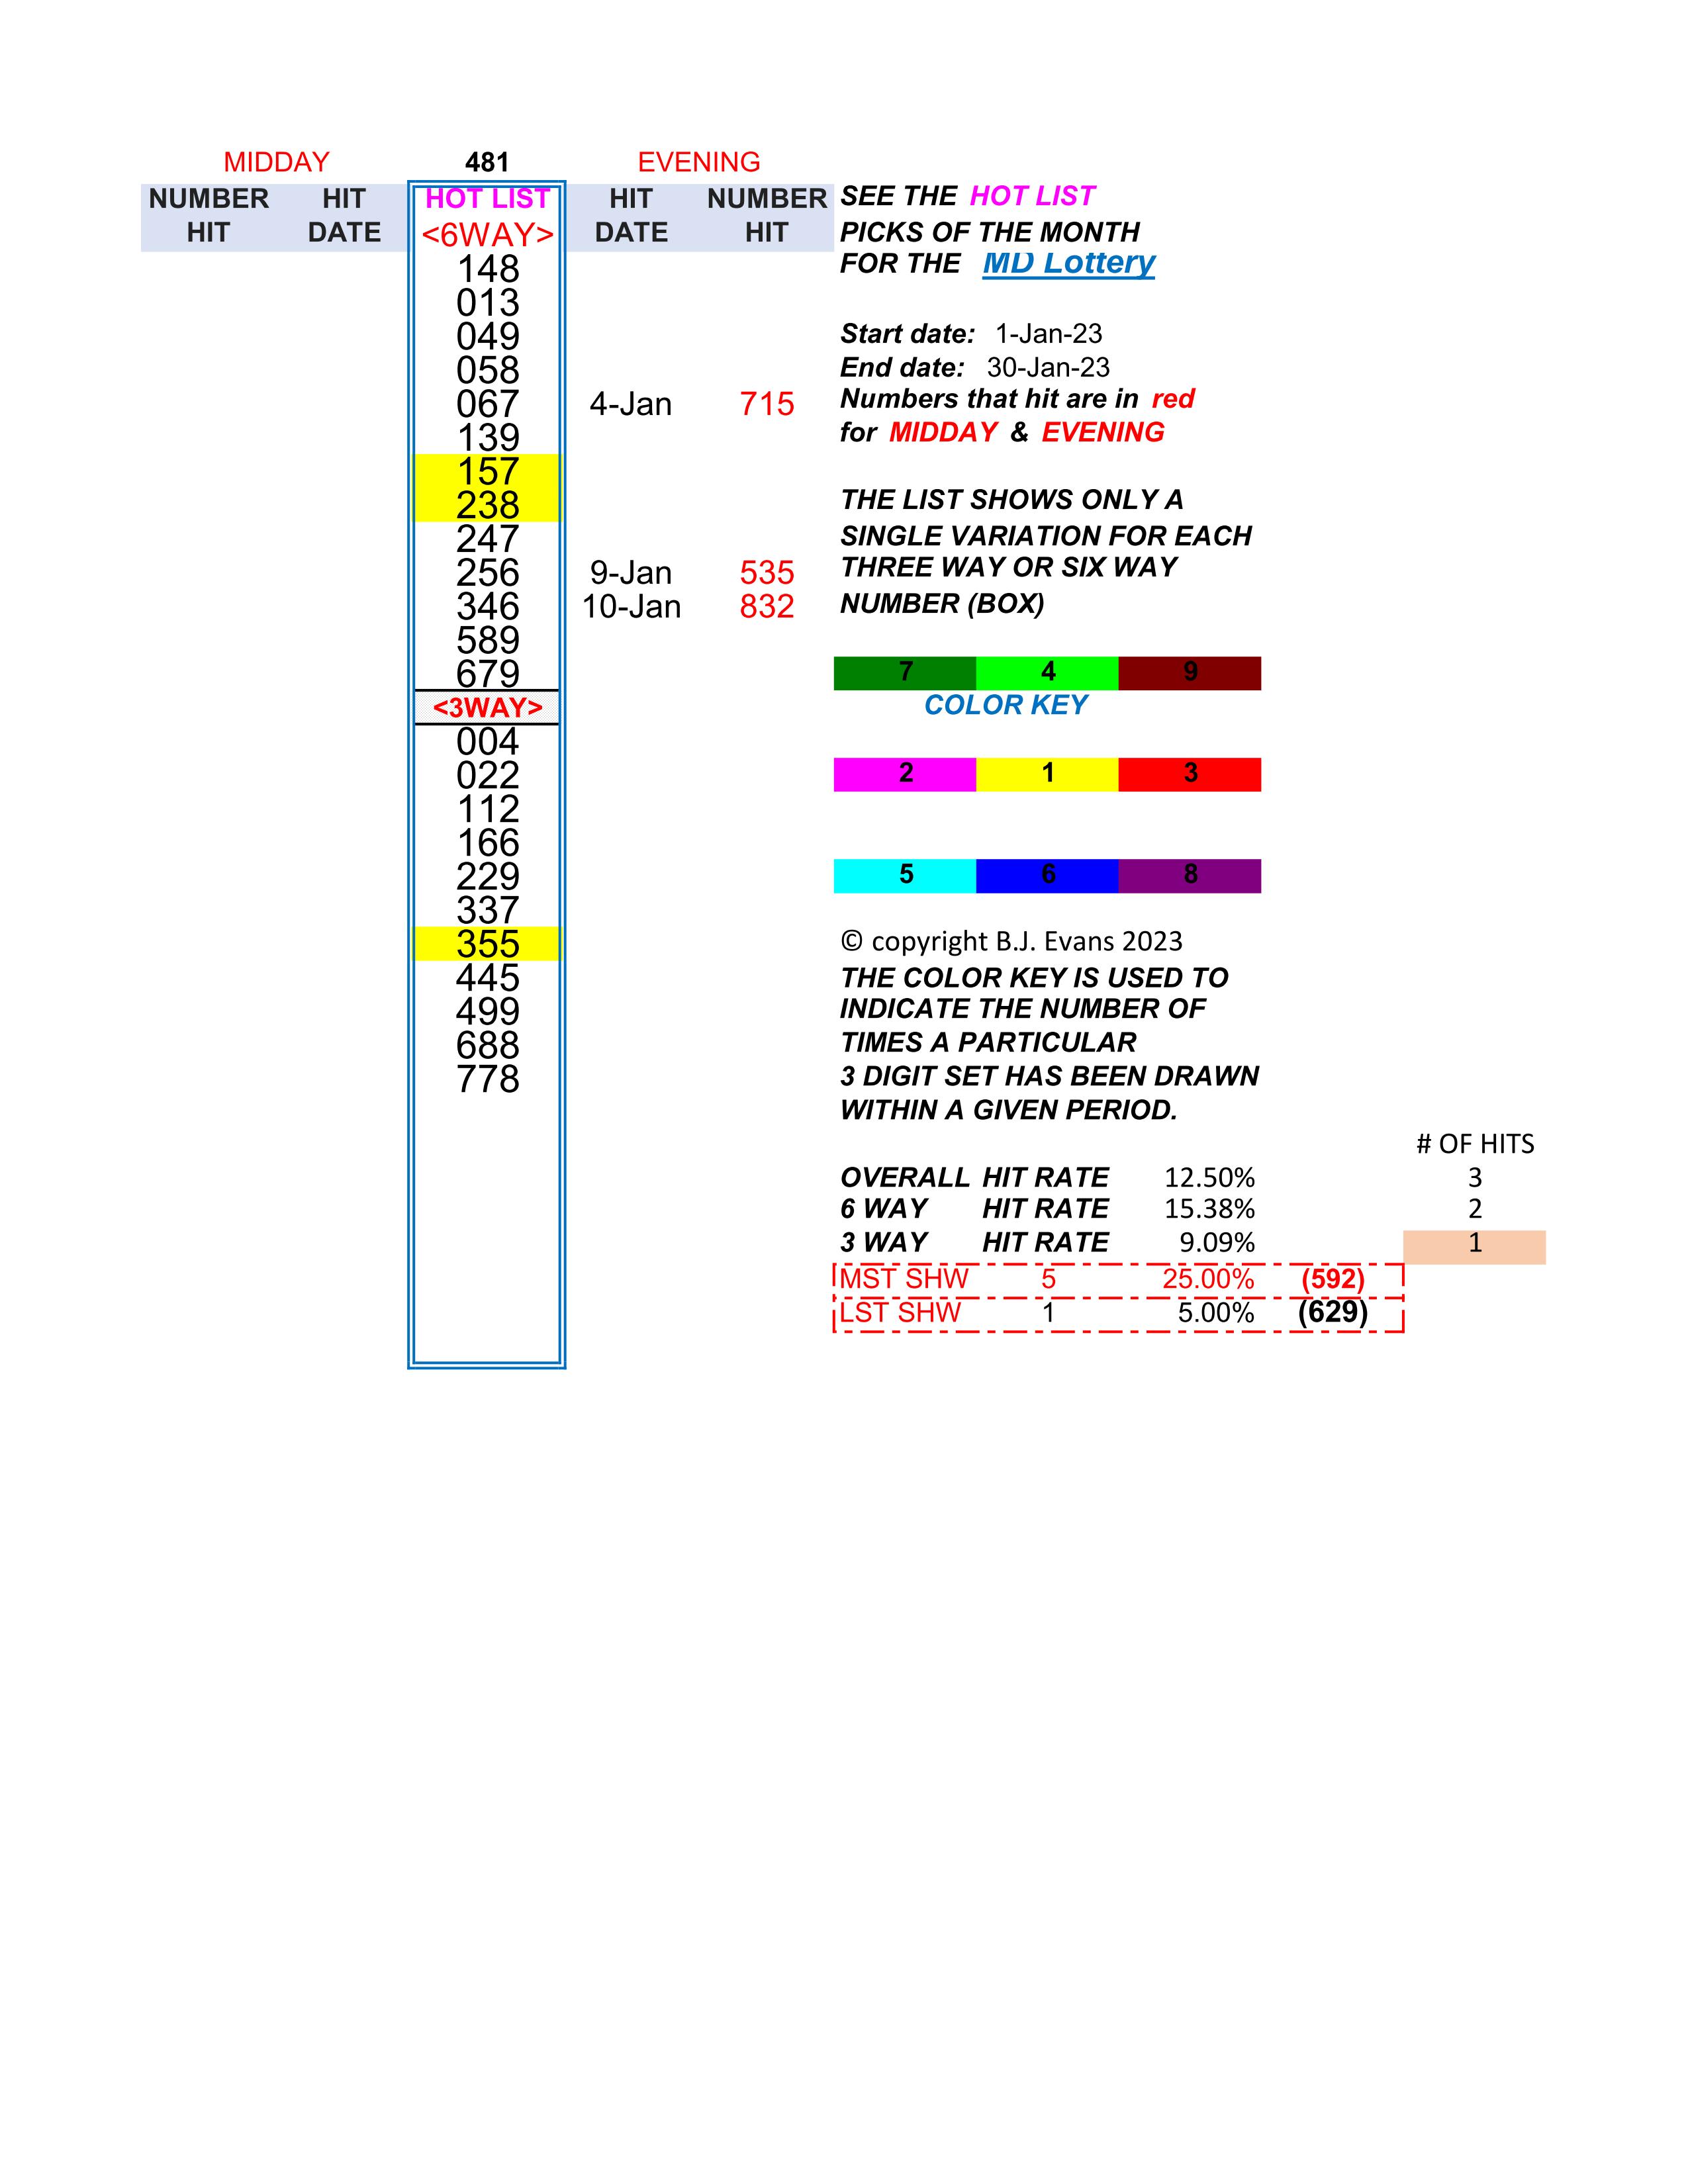 MIDDAY 481 EVENING
NUMBER HIT HOT LIST HIT NUMBER SEE THE HOT LIST
HIT DATE <6WAY> DATE HIT PICKS OF THE MONTH
148 FOR THE MD Lottery
013
049 Start date: 1-Jan-23
058 End date: 30-Jan-23
067 4-Jan 715 Numbers that hit are in red
139 for MIDDAY & EVENING
157
238 THE LIST SHOWS ONLY A
247 SINGLE VARIATION FOR EACH
256 9-Jan 535 THREE WAY OR SIX WAY
346 10-Jan 832 NUMBER (BOX)
589
679 7 4 9
<3WAY> COLOR KEY
004
022 2 1 3
112
166
229 5 6 8
337
355 © copyright B.J. Evans 2023
445 THE COLOR KEY IS USED TO
499 INDICATE THE NUMBER OF
688 TIMES A PARTICULAR
778 3 DIGIT SET HAS BEEN DRAWN
WITHIN A GIVEN PERIOD.
# OF HITS
OVERALL HIT RATE 12.50% 3
6 WAY HIT RATE 15.38% 2
3 WAY HIT RATE 9.09% 1
MST SHW 5 25.00% (592)
LST SHW 1 5.00% (629)